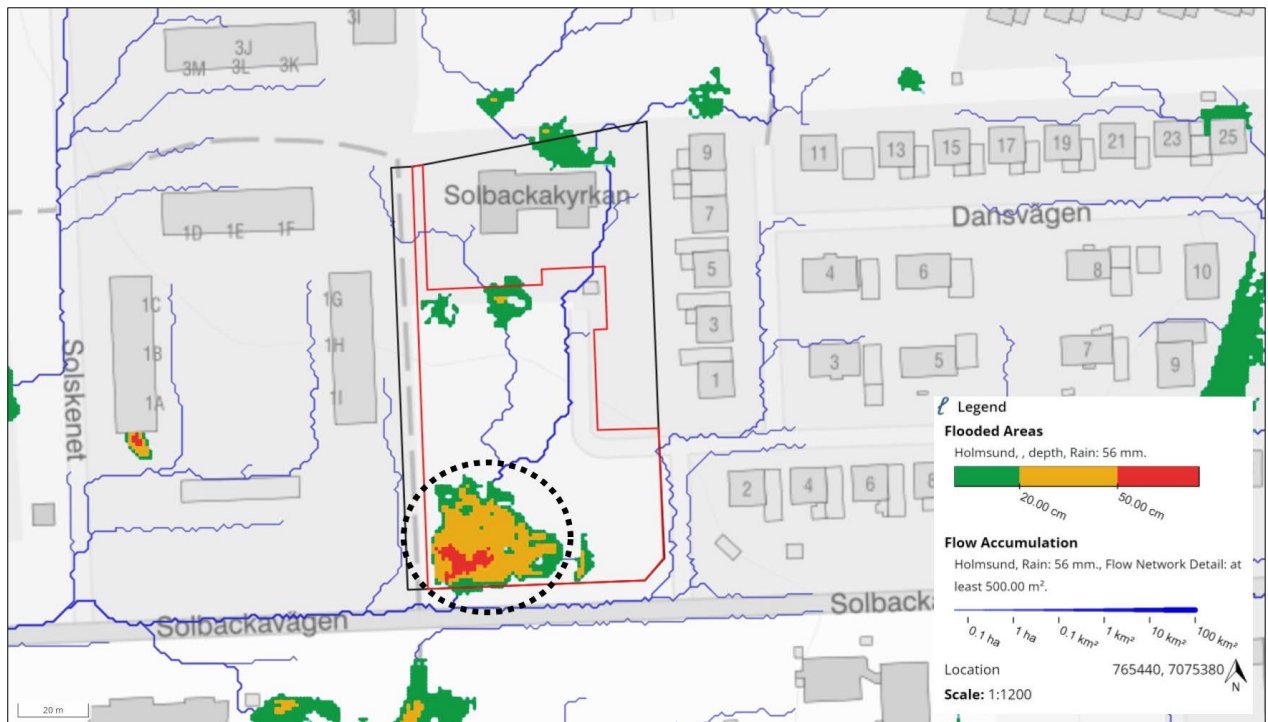 3I
3J
3M 3L 3K
9
11
13
15
17
19
21
23
25
Solbackakyrkan
7
Dansvägen
1D 1E 1F
5
4
6
8
10
1C
1G
3
1B
1H
3
5
7
9
Solskenet
1
1A
1I
2
4
6
8
Legend
Flooded Areas
Holmsund, , depth, Rain: 56 mm.
20.00 cm
50.00 cm
Flow Accumulation
Holmsund, Rain: 56 mm., Flow Network Detail: at
least 500.00 m².
0.1 ha
1 ha
0.1 km²
1 km²
10 km²
100 km²
Location 765440, 7075380
Scale: 1:1200
N
Solbackavägen
Solbacka
20 m